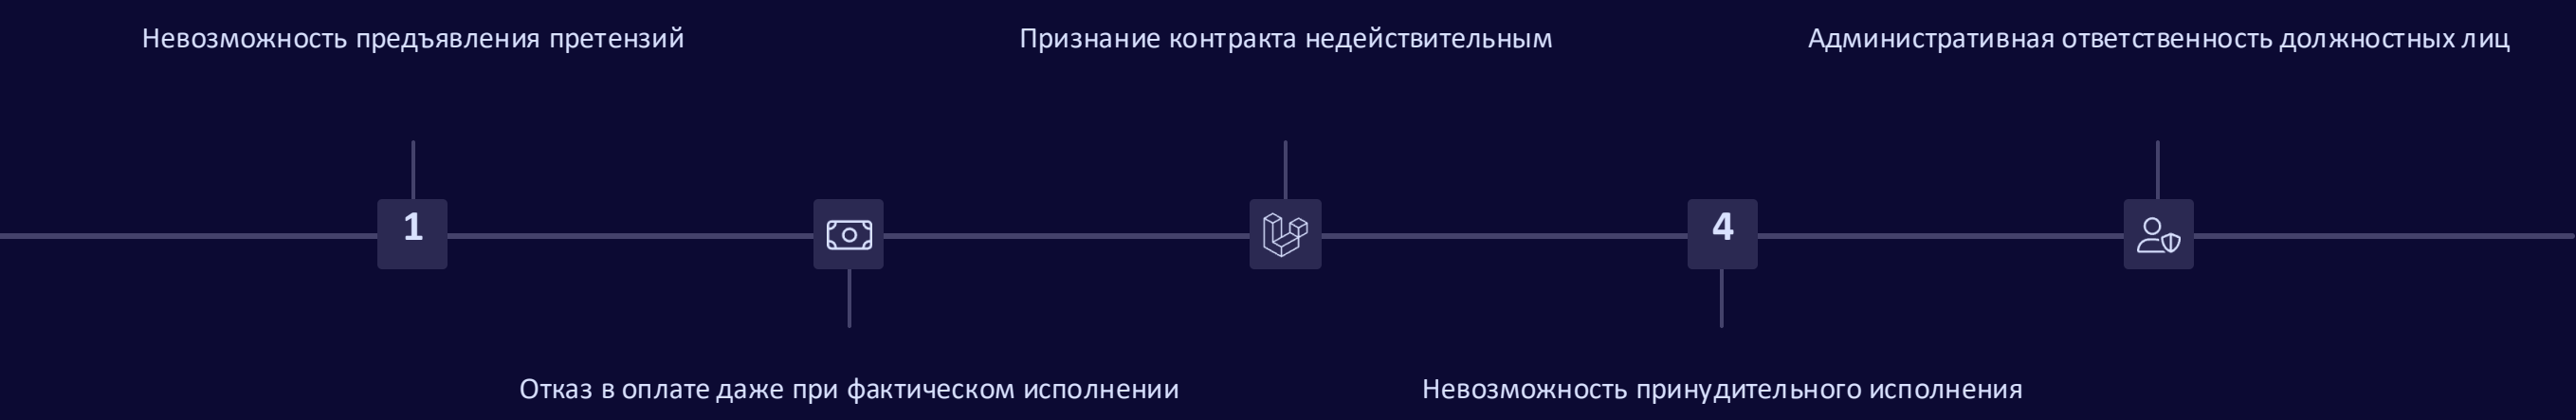 Невозможность предъявления претензий
Признание контракта недействительным
Административная ответственность должностных лиц
1
4
Отказ в оплате даже при фактическом исполнении
Невозможность принудительного исполнения